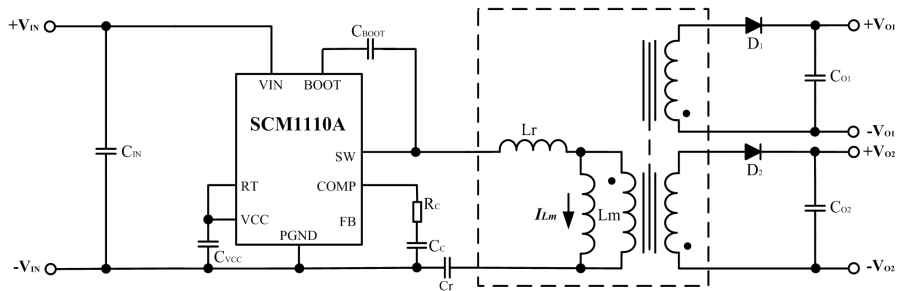 +VIN
CBOOT
+VO1
D1
VIN
BOOT
CO1
SCM1110A
CIN
Lr
-VO1
SW
+VO2
D2
RT
COMP
RC
ILm
Lm
CO2
VCC
FB
PGND
CC
CVCC
-VIN
Cr
-VO2